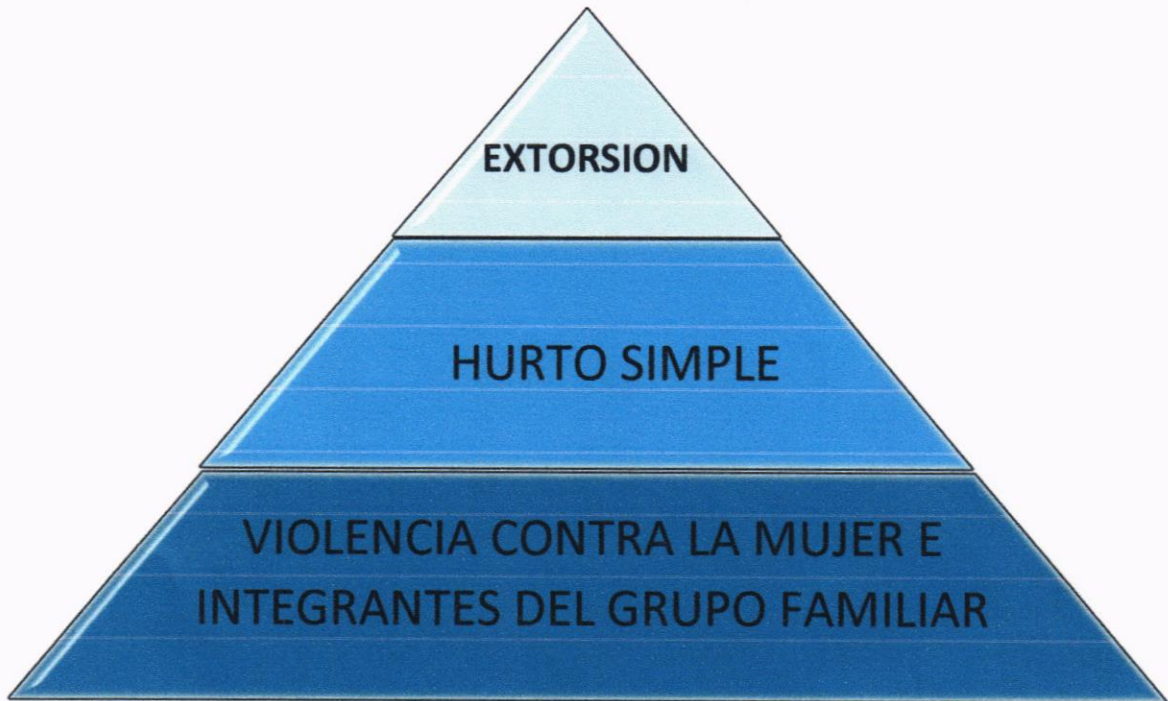 EXTORSION
HURTO SIMPLE
VIOLENCIA CONTRA LA MUJER E
INTEGRANTES DEL GRUPO FAMILIAR